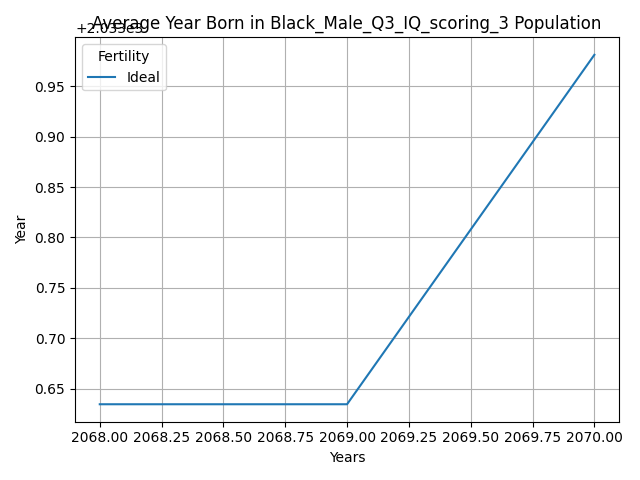 Average Year Born in Black_Male_Q3_IQ_scoring_3 Population
+2.033e3
Fertility
Ideal
0.95
0.90
0.85
0.80
0.75
0.70
0.65
Year
2068.00 2068.25 2068.50 2068.75 2069.00 2069.25 2069.50 2069.75 2070.00
Years